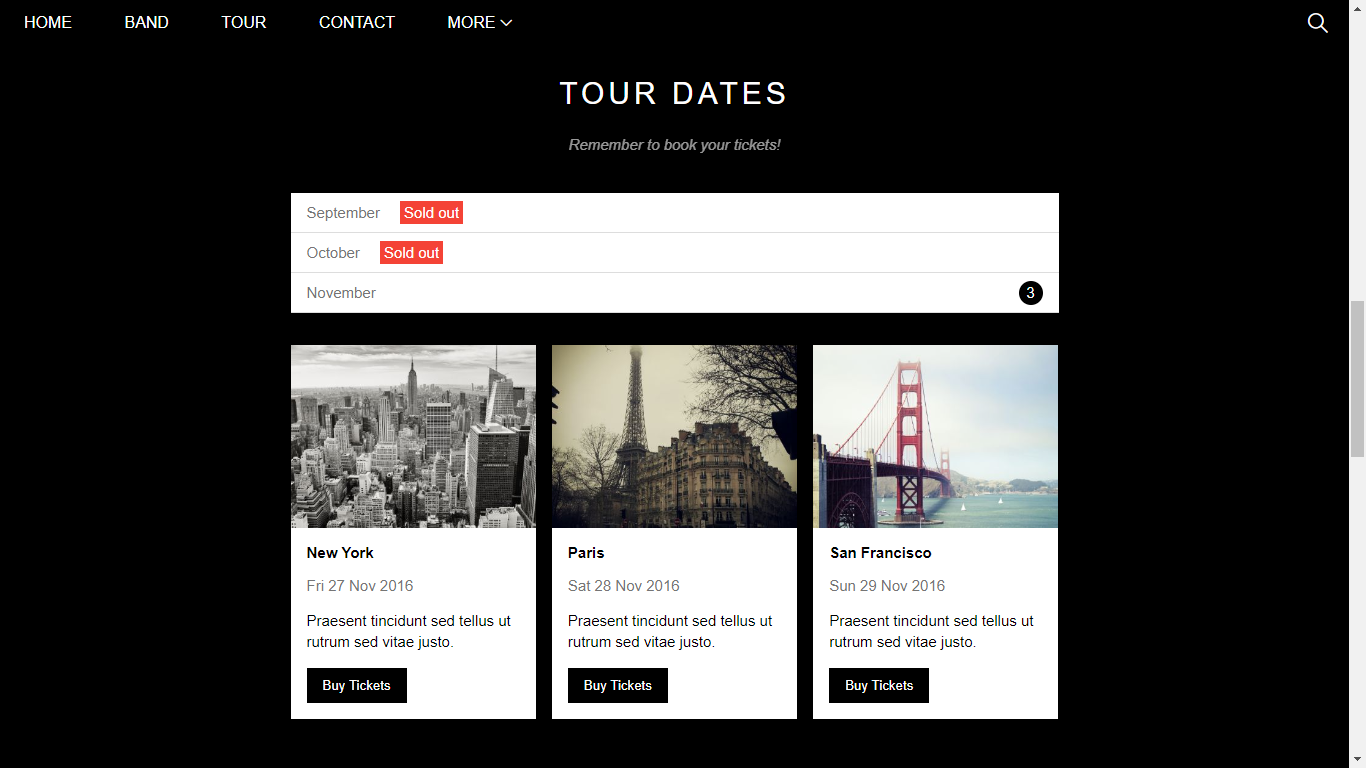 HOME BAND TOUR CONTACT MORE
TOUR DATES
Remember to book your tickets!
September Sold out
October Sold out
November 3
New York
Fri 27 Nov 2016
Praesent tincidunt sed tellus ut
rutrum sed vitae justo.
Buy Tickets
Paris
Sat 28 Nov 2016
Praesent tincidunt sed tellus ut
rutrum sed vitae justo.
Buy Tickets
San Francisco
Sun 29 Nov 2016
Praesent tincidunt sed tellus ut
rutrum sed vitae justo.
Buy Tickets